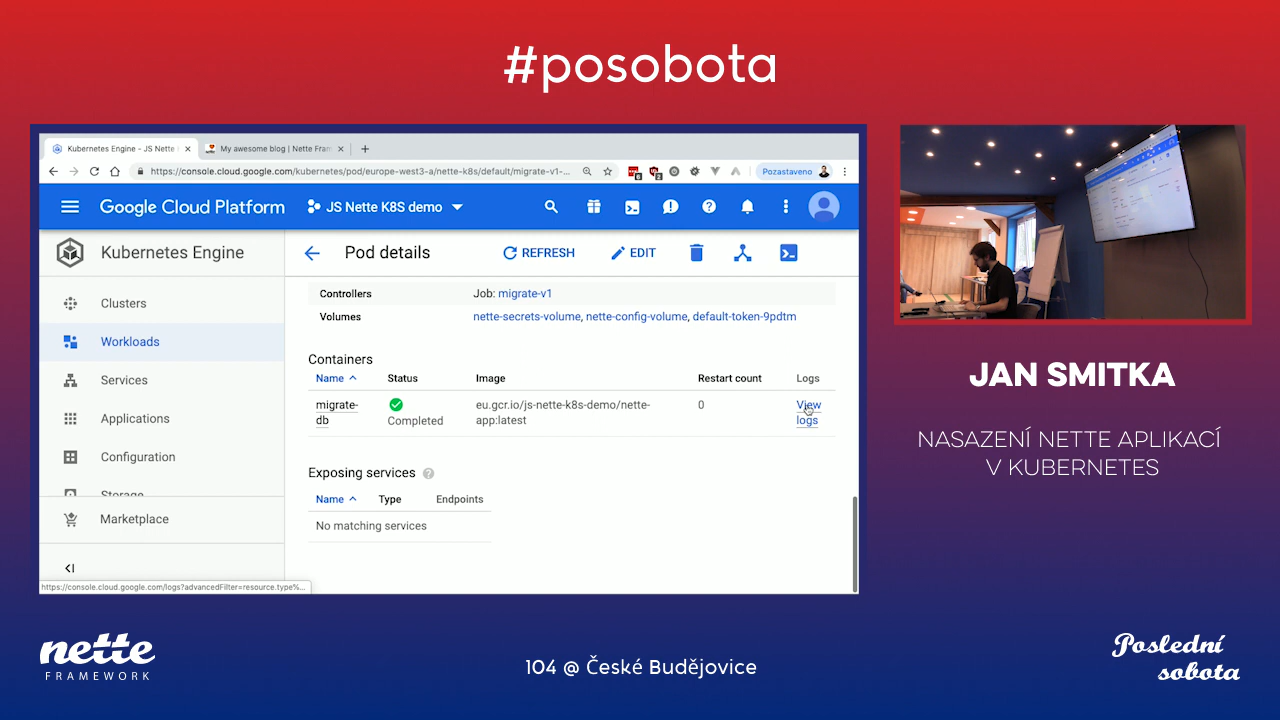 #posobota
Kubernetes Engine - JS Nette
My awesome blog | Nette Fram
https://console.cloud.google.com/kubernetes/pod/europe-west3-a/nette-k8s/default/migrate-v1-...
Pozastaveno
Google Cloud Platform
JS Nette K8S demo
Kubernetes Engine
Pod details
REFRESH
EDIT
Clusters
Workloads
Services
Applications
Configuration
Storage
Marketplace
Controllers
Job: migrate-v1
Volumes
nette-secrets-volume, nette-config-volume, default-token-9pdtm
Containers
Name
Status
Image
Restart count
Logs
migrate-
db
Completed
eu.gcr.io/js-nette-k8s-demo/nette-
app:latest
0
View
logs
Exposing services
Name
Type
Endpoints
No matching services
https://console.cloud.google.com/logs?advancedFilter=resource.type%...
JAN SMITKA
NASAZENÍ NETTE APLIKACÍ
V KUBERNETES
nette
FRAMEWORK
104 @ České Budějovice
Poslední
sobota